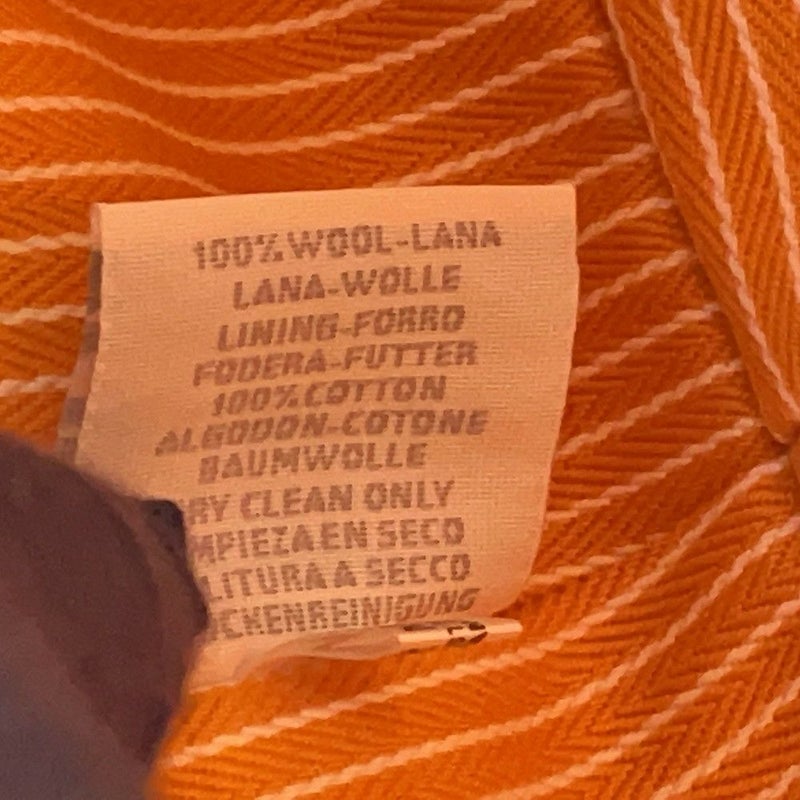 100% WOOL-LANA
LANA-WOLLE
LINING-FORRO
FODERA-FUTTER
100% COTTON
ALGODON-COTONE
BAUMWOLLE
RY CLEAN ONLY
MPIEZA EN SECO
LITURA A SECCO
CKENREINIGUNG